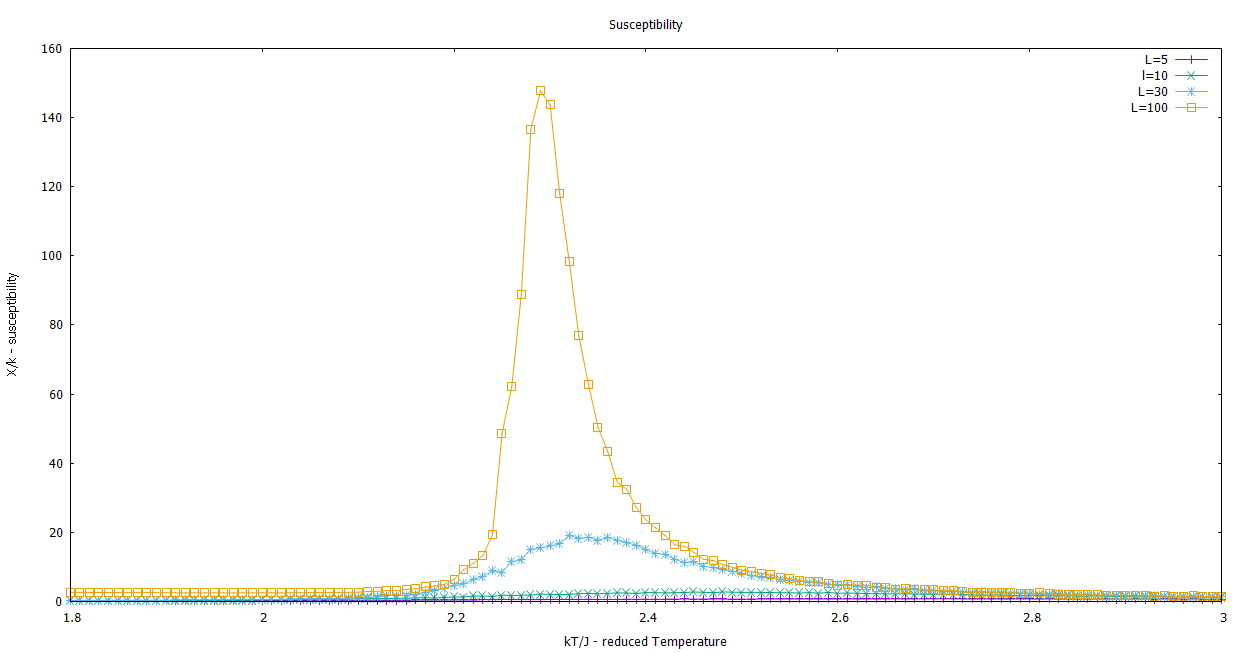 Susceptibility
160
140
120
100
80
60
40
20
0
X/k - susceptibility
L=5
l=10
L=30
L=100
1.8
2
2.2
2.4
2.6
2.8
3
kT/J - reduced Temperature